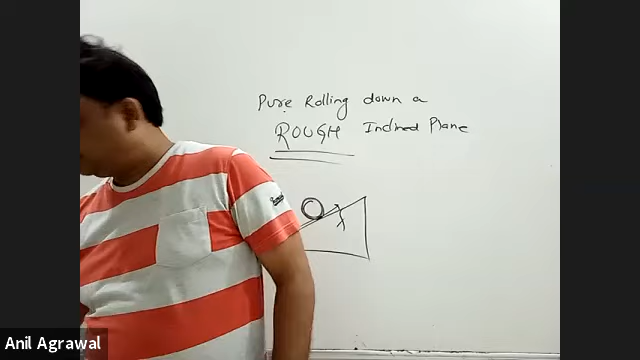 Pure Rolling down a
ROUGH Inclined Plane
f
Anil Agrawal